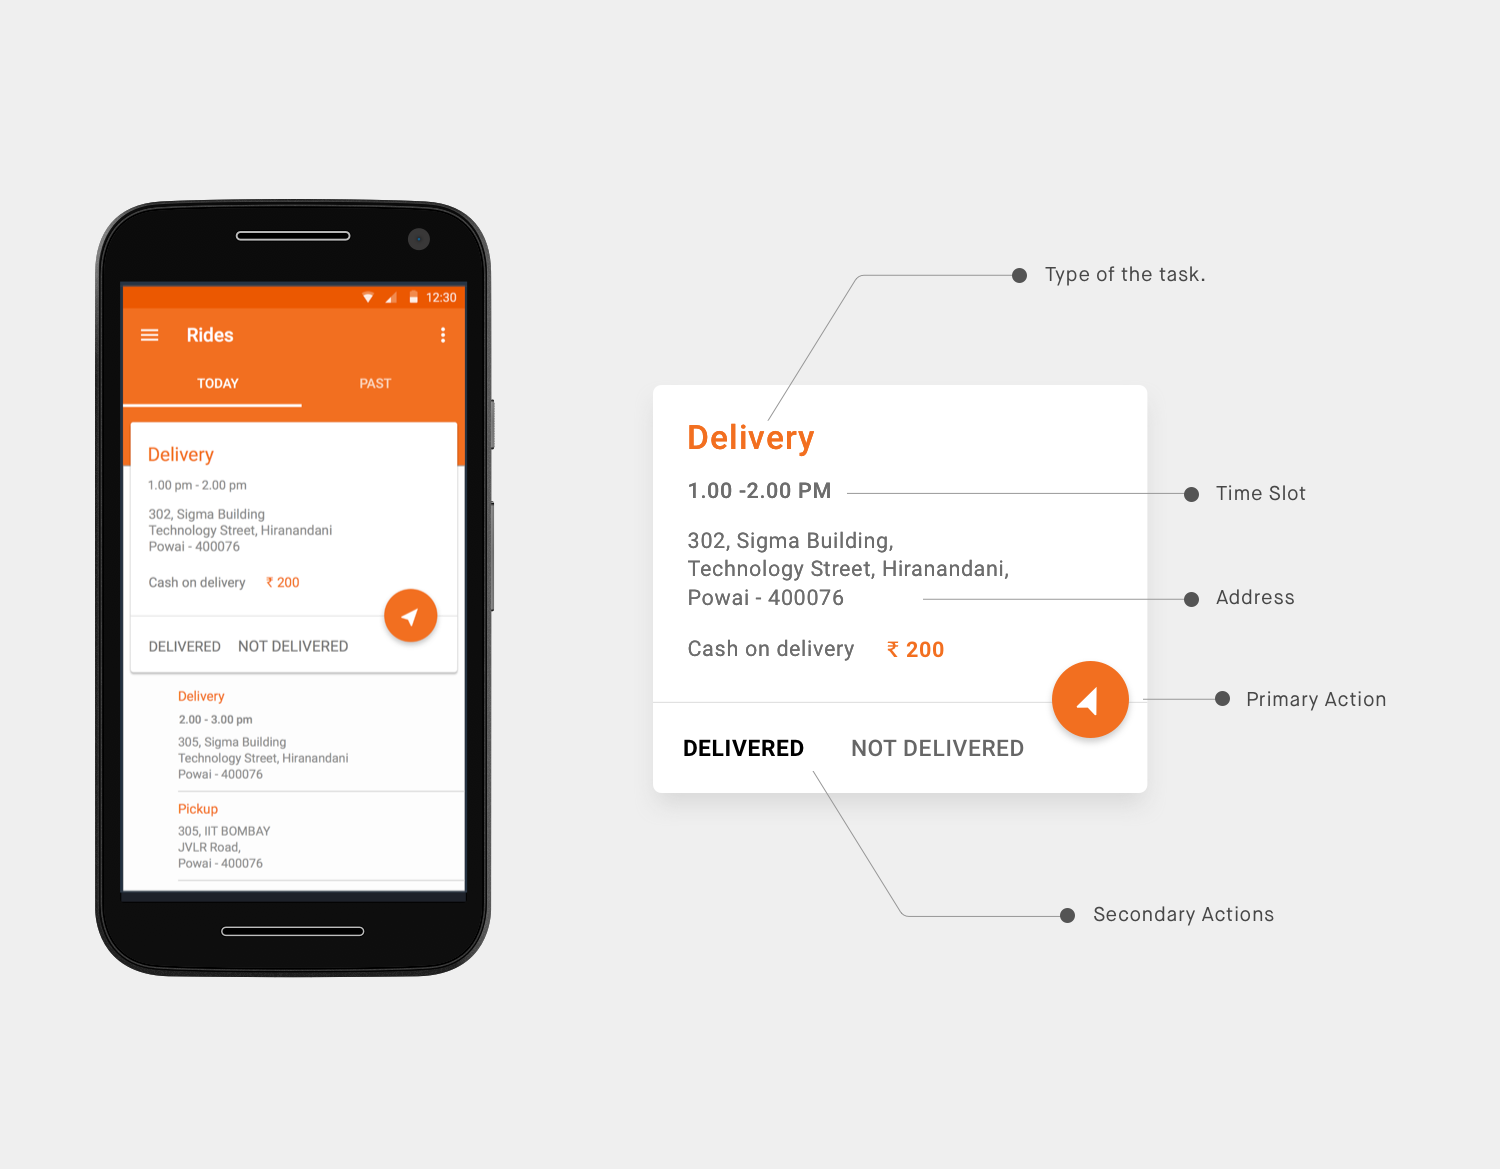 12:30
Rides
TODAY PAST
Delivery
1.00 pm - 2.00 pm
302, Sigma Building
Technology Street, Hiranandani
Powai - 400076
Cash on delivery ₹ 200
DELIVERED NOT DELIVERED
Delivery
2.00 - 3.00 pm
305, Sigma Building
Technology Street, Hiranandani
Powai - 400076
Pickup
305, IIT BOMBAY
JVLR Road,
Powai - 400076
Type of the task.
Delivery
1.00 -2.00 PM
Time Slot
302, Sigma Building,
Technology Street, Hiranandani,
Powai - 400076
Address
Cash on delivery ₹ 200
Primary Action
DELIVERED NOT DELIVERED
Secondary Actions